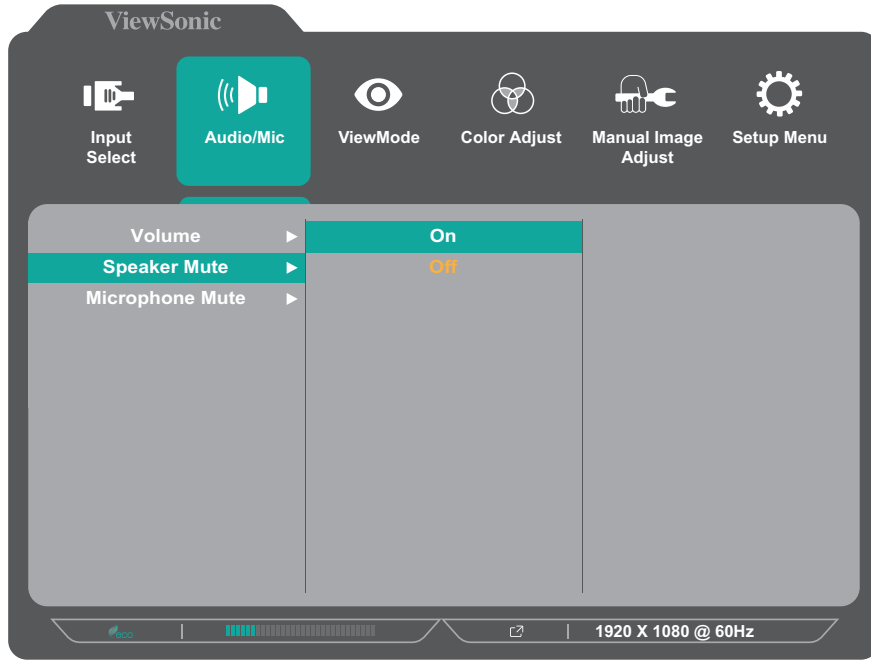 ViewSonic
Input Select
Audio/Mic
ViewMode
Color Adjust
Manual Image Adjust
Setup Menu
Volume
On
Speaker Mute
Off
Microphone Mute
eco
1920 X 1080 @ 60Hz